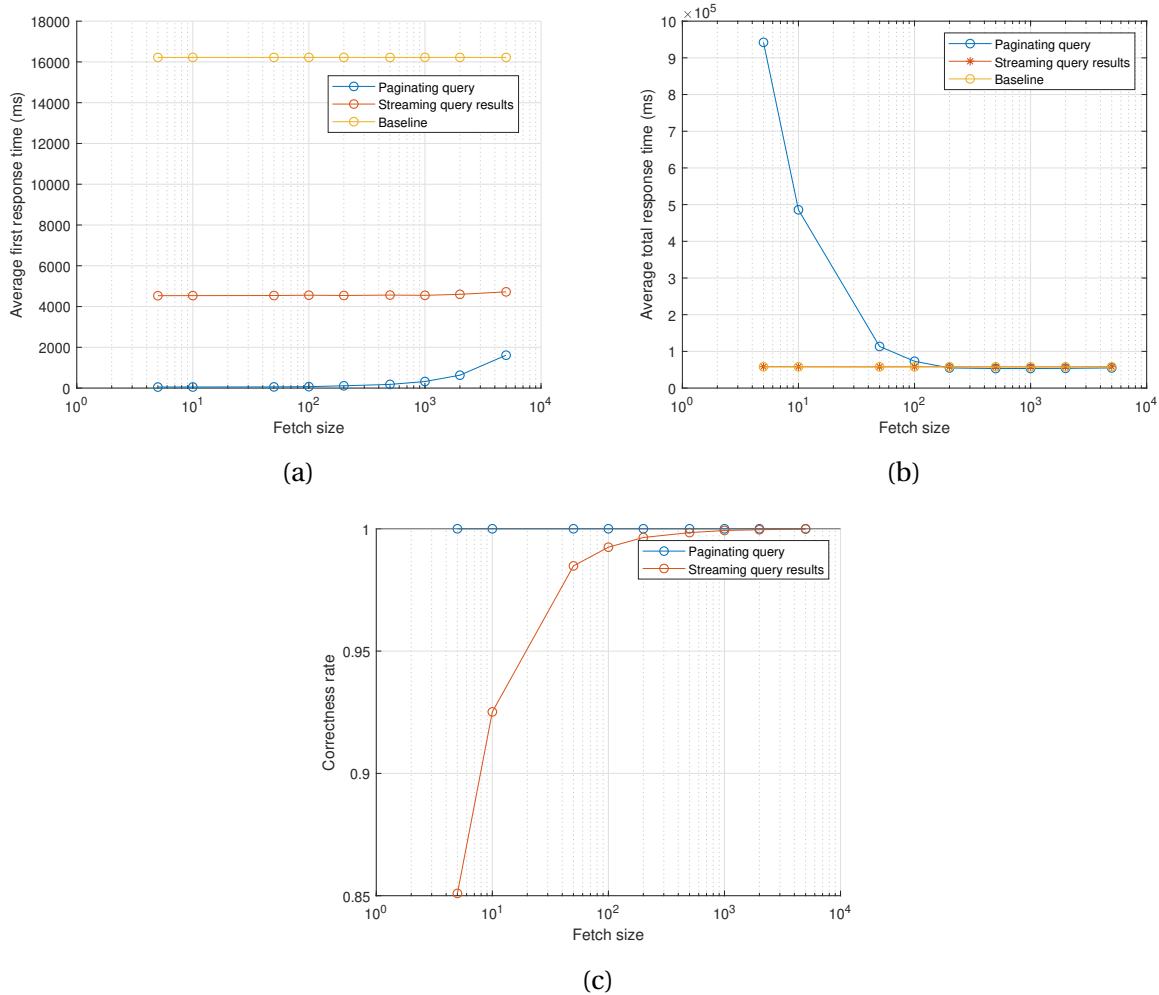 18000
16000
14000
12000
10000
8000
6000
4000
2000
0
Average first response time (ms)
Paginating query
Streaming query results
Baseline
10^0 10^1 10^2 10^3 10^4
Fetch size
(a)
×10^5
10
9
8
7
6
5
4
3
2
1
0
Average total response time (ms)
Paginating query
Streaming query results
Baseline
10^0 10^1 10^2 10^3 10^4
Fetch size
(b)
1
0.95
0.9
0.85
Correctness rate
Paginating query
Streaming query results
10^0 10^1 10^2 10^3 10^4
Fetch size
(c)